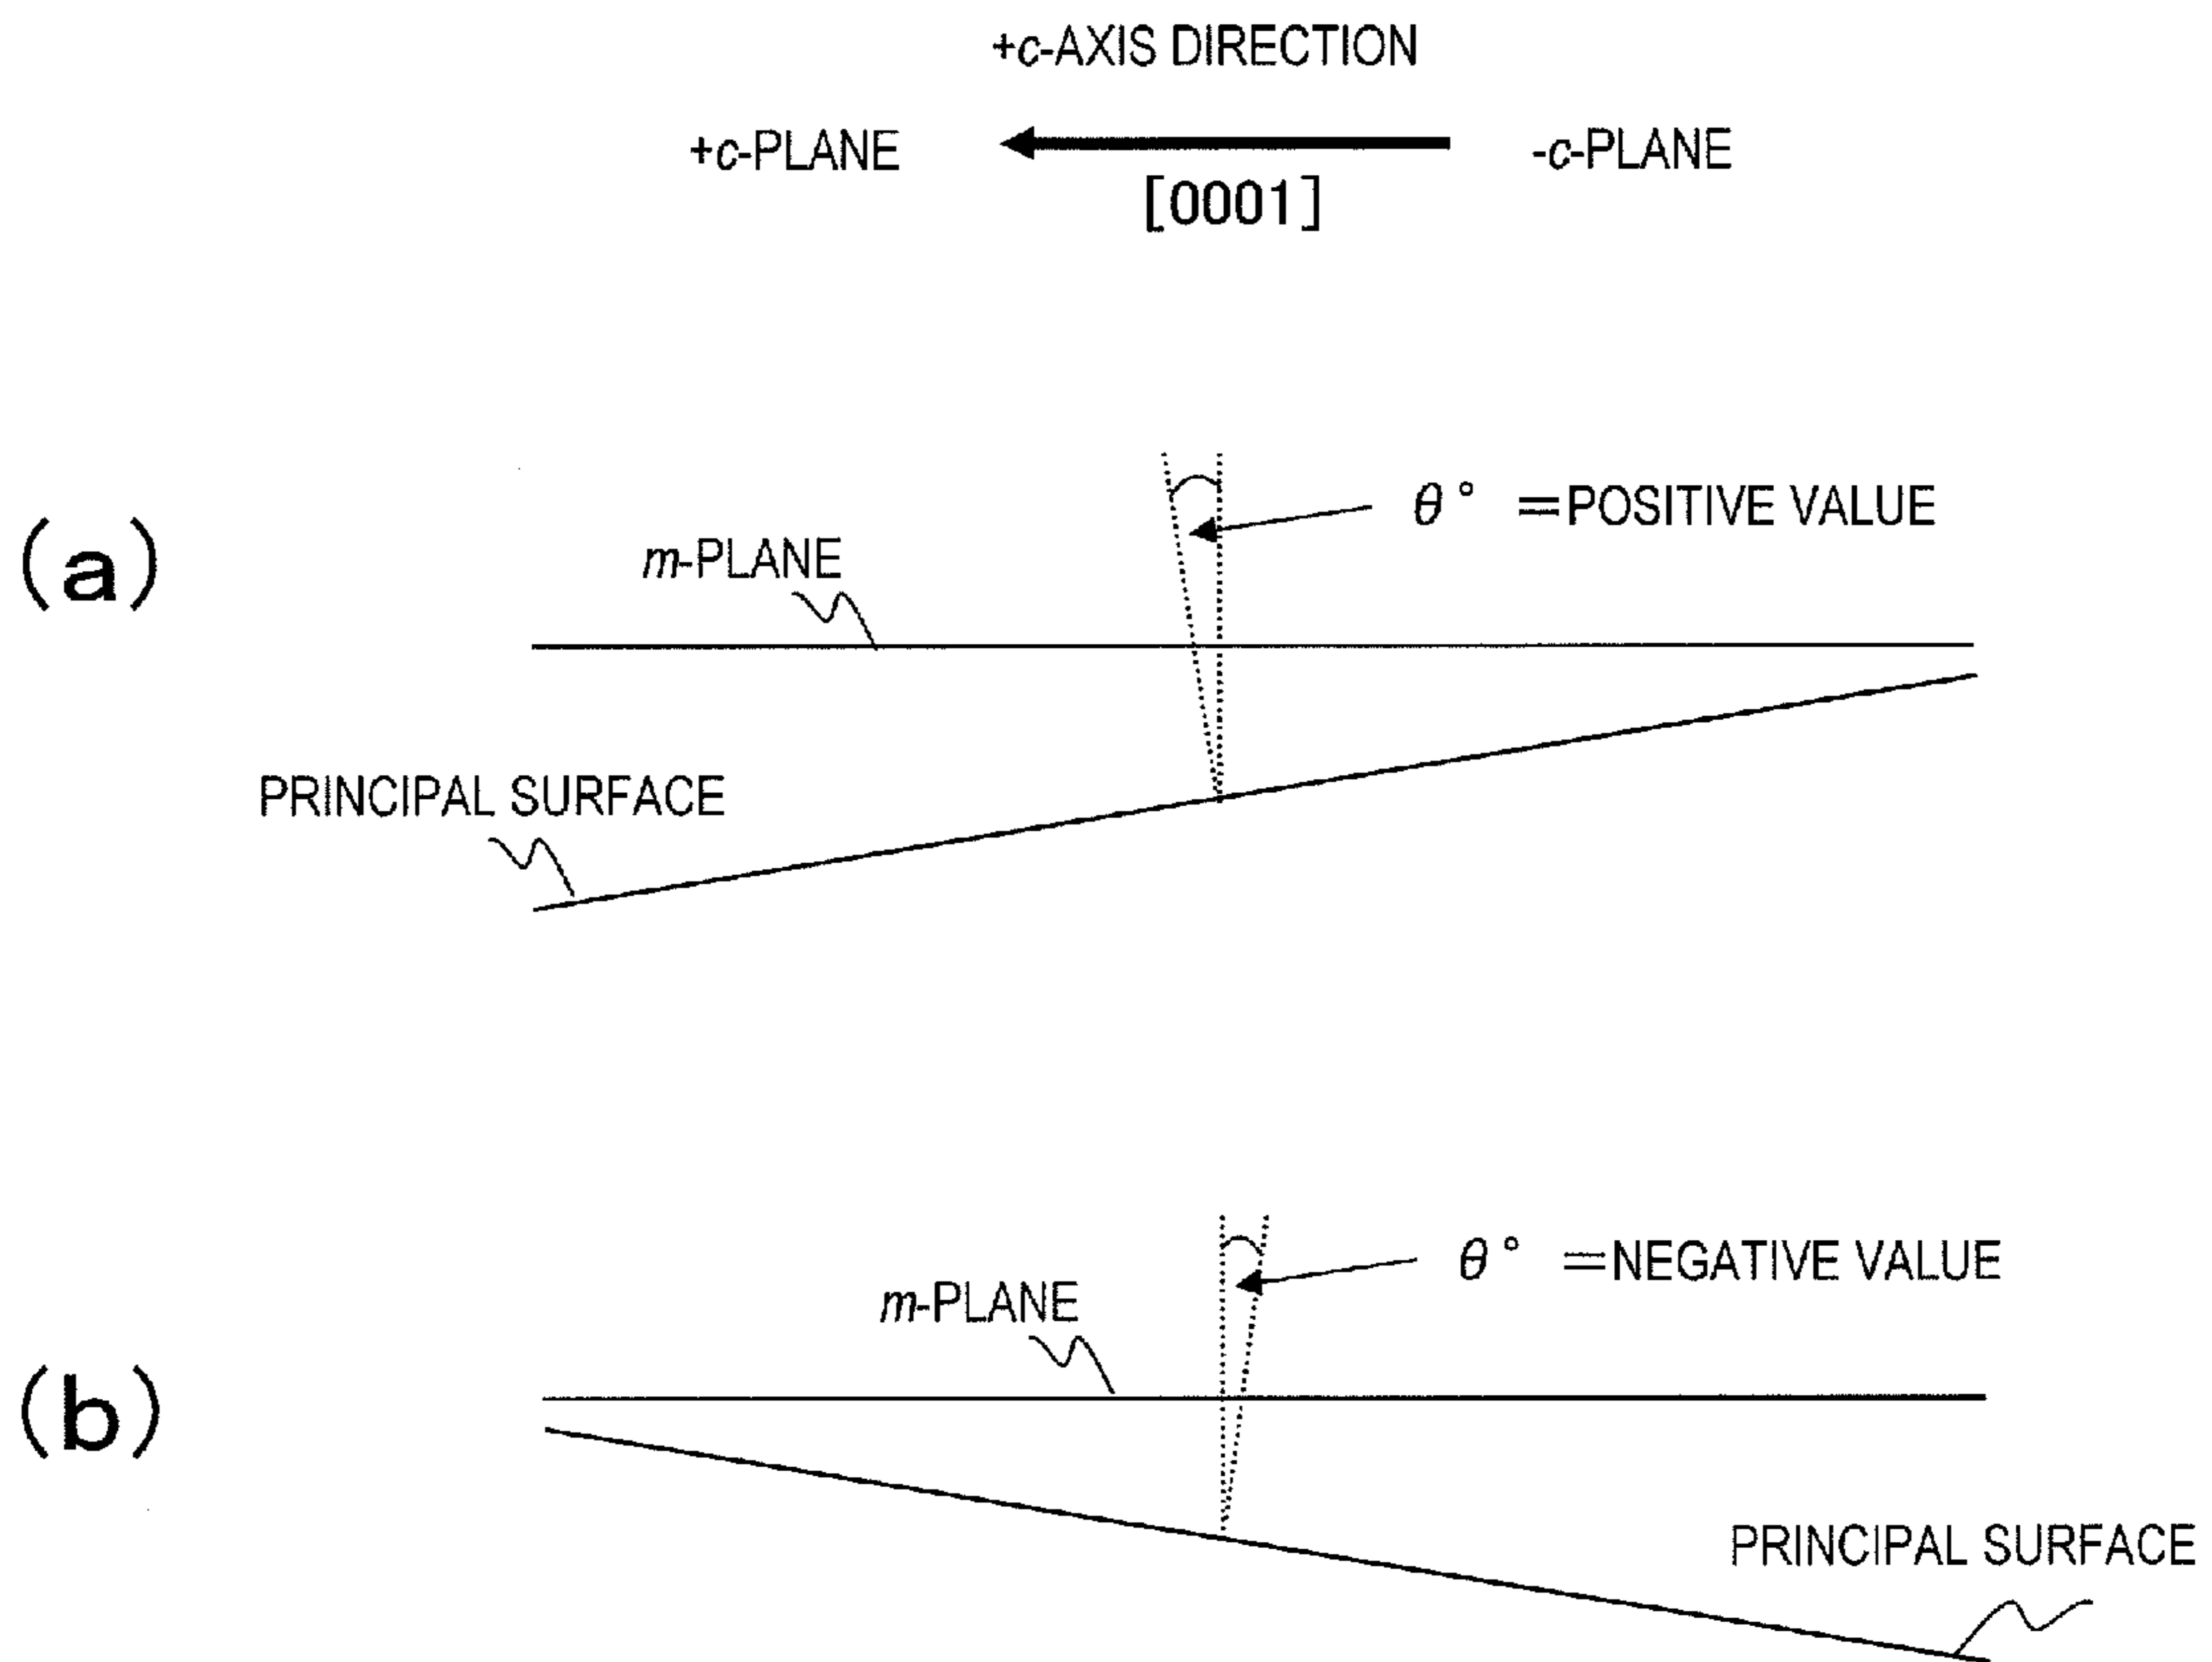 +c-AXIS DIRECTION
+c-PLANE
-c-PLANE
[0001]
(a)
θ° =POSITIVE VALUE
m-PLANE
PRINCIPAL SURFACE
(b)
θ° =NEGATIVE VALUE
m-PLANE
PRINCIPAL SURFACE